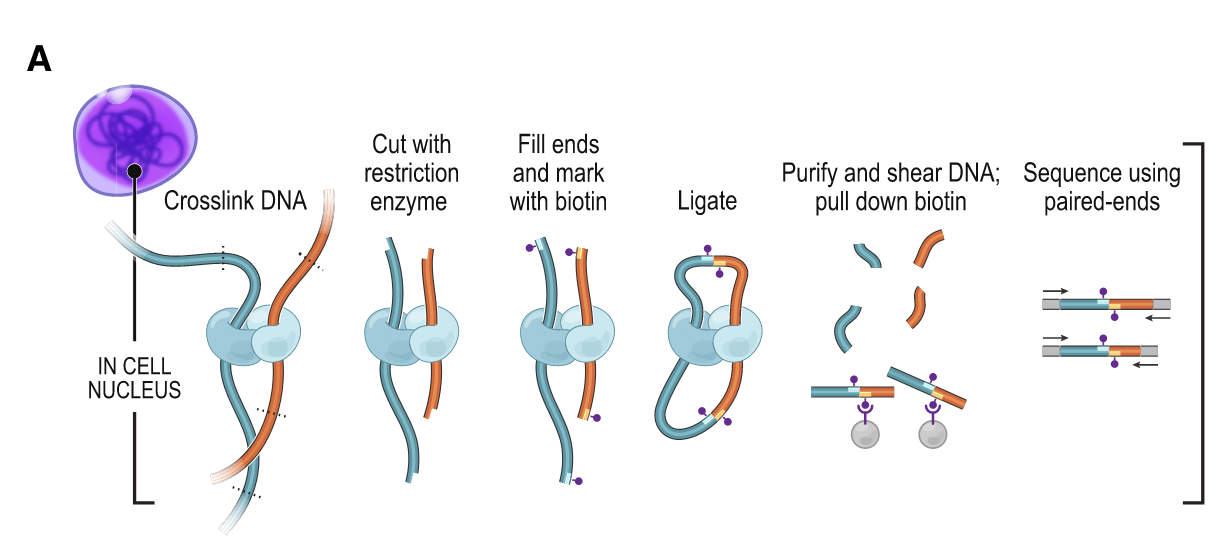 A
Crosslink DNA
Cut with
restriction
enzyme
Fill ends
and mark
with biotin
Ligate
Purify and shear DNA;
pull down biotin
Sequence using
paired-ends
IN CELL
NUCLEUS